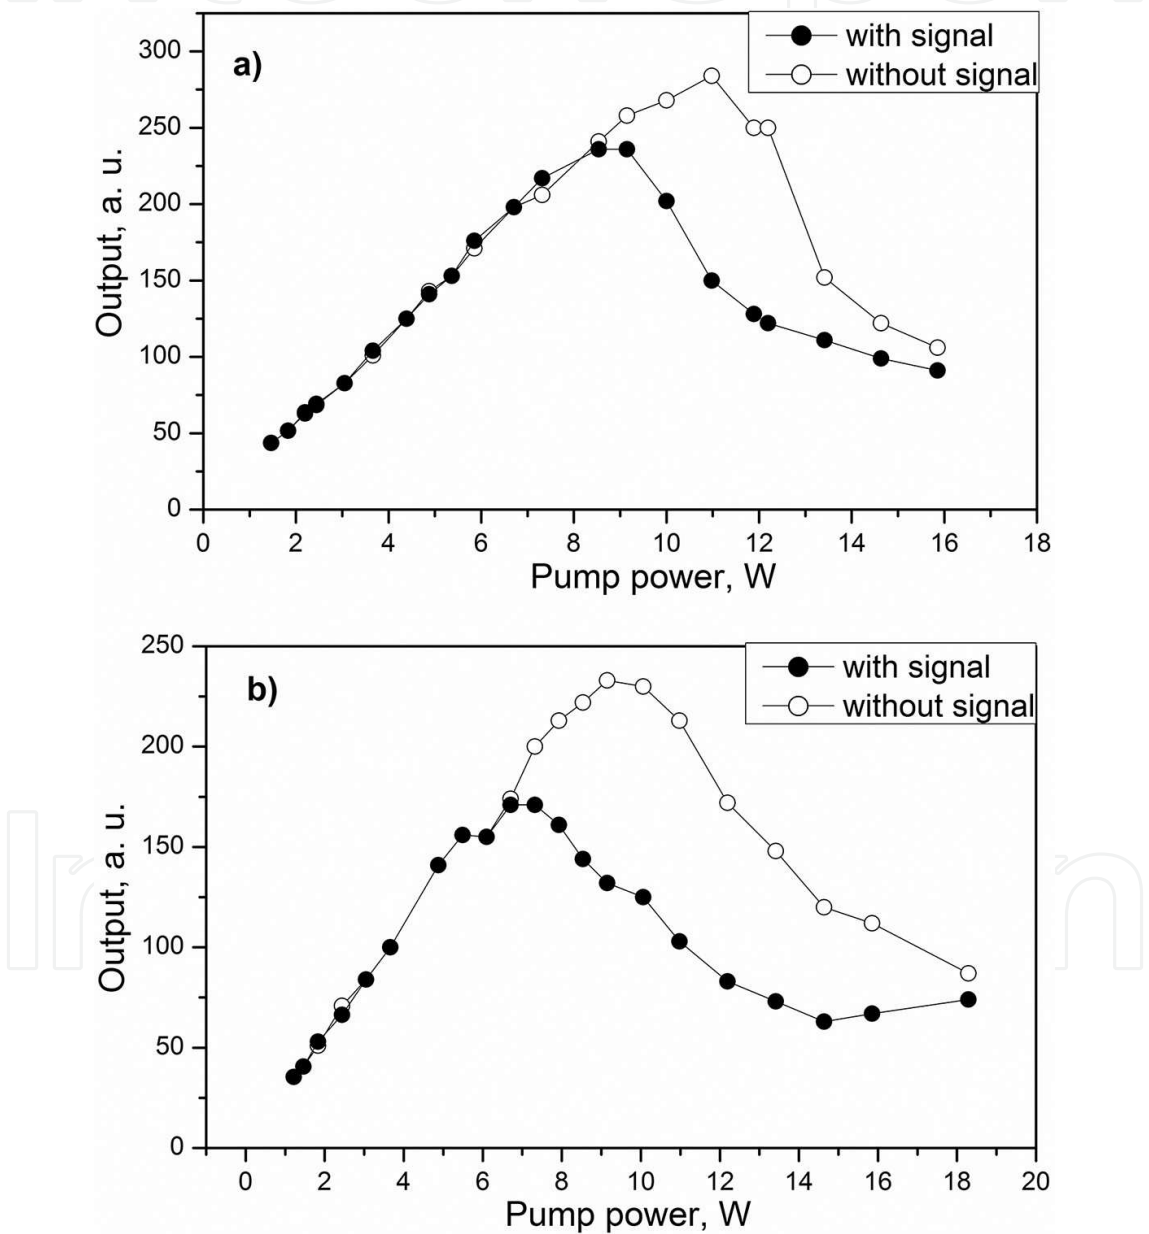 a)
with signal
without signal
300
250
200
150
100
50
0
Output, a. u.
0 2 4 6 8 10 12 14 16 18
Pump power, W
b)
with signal
without signal
250
200
150
100
50
0
Output, a. u.
0 2 4 6 8 10 12 14 16 18 20
Pump power, W